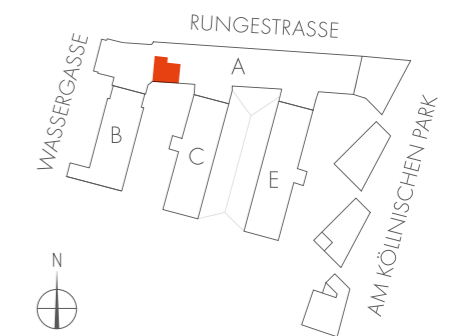 RUNGESTRASSE
WASSERGASSE
A
B
C
E
AM KÖLLNISCHEN PARK
N